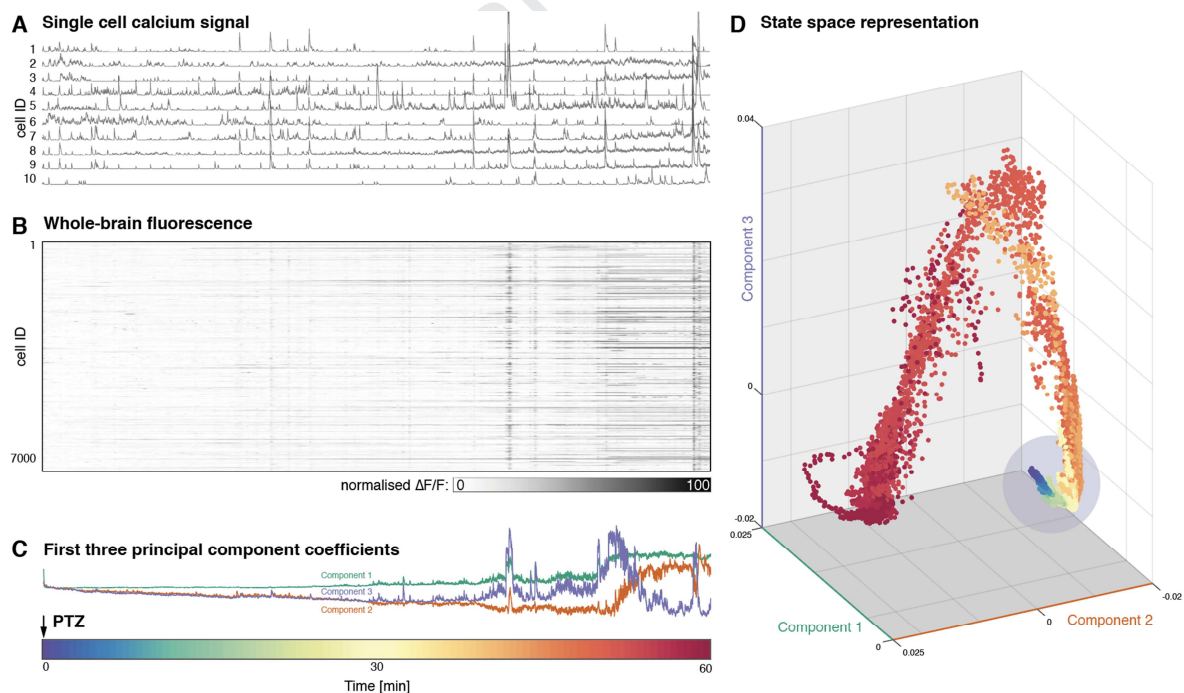 A Single cell calcium signal
cell ID
1
2
3
4
5
6
7
8
9
10
B Whole-brain fluorescence
cell ID
1
7000
normalised ΔF/F: 0 100
C First three principal component coefficients
Component 1
Component 3
Component 2
PTZ
0 30 60
Time [min]
D State space representation
0.04
Component 3
0
-0.02
0.025
Component 1
0
0.025
0
Component 2
-0.02